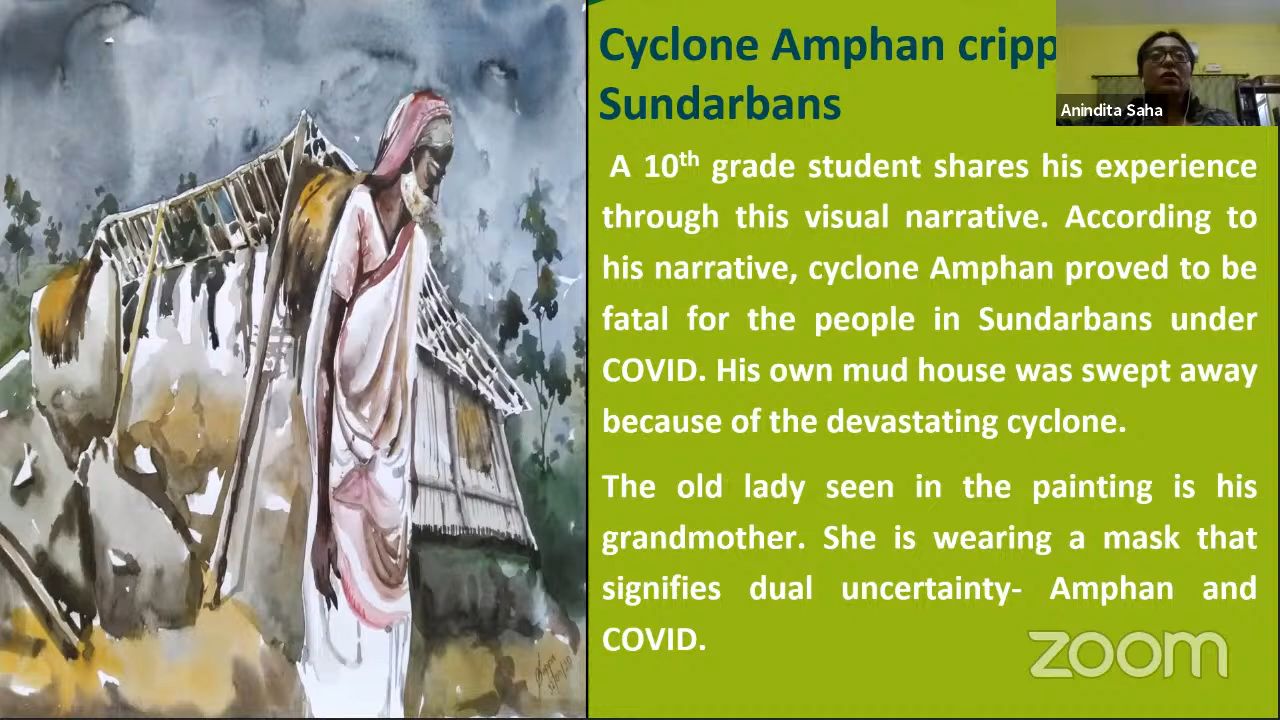 Cyclone Amphan cripp
Sundarbans
Anindita Saha
A 10th grade student shares his experience
through this visual narrative. According to
his narrative, cyclone Amphan proved to be
fatal for the people in Sundarbans under
COVID. His own mud house was swept away
because of the devastating cyclone.
The old lady seen in the painting is his
grandmother. She is wearing a mask that
signifies dual uncertainty- Amphan and
COVID.
zoom